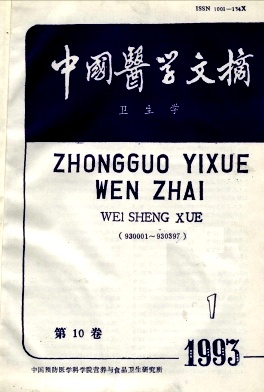 ISSN 1001—134X
中國醫学文摘
卫生学
ZHONGGUO YIXUE
WEN ZHAI
WEI SHENG XUE
(930001～930397)
1
第10卷
1993
中国预防医学科学院营养与食品卫生研究所